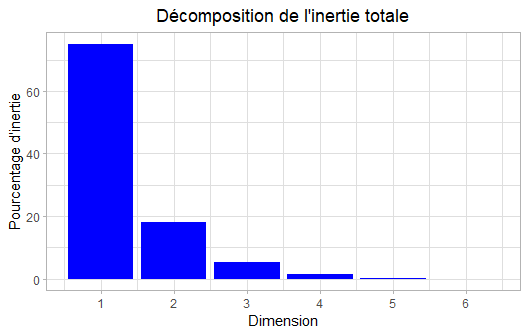 Décomposition de l'inertie totale
Pourcentage d'inertie
60
40
20
0
1 2 3 4 5 6
Dimension